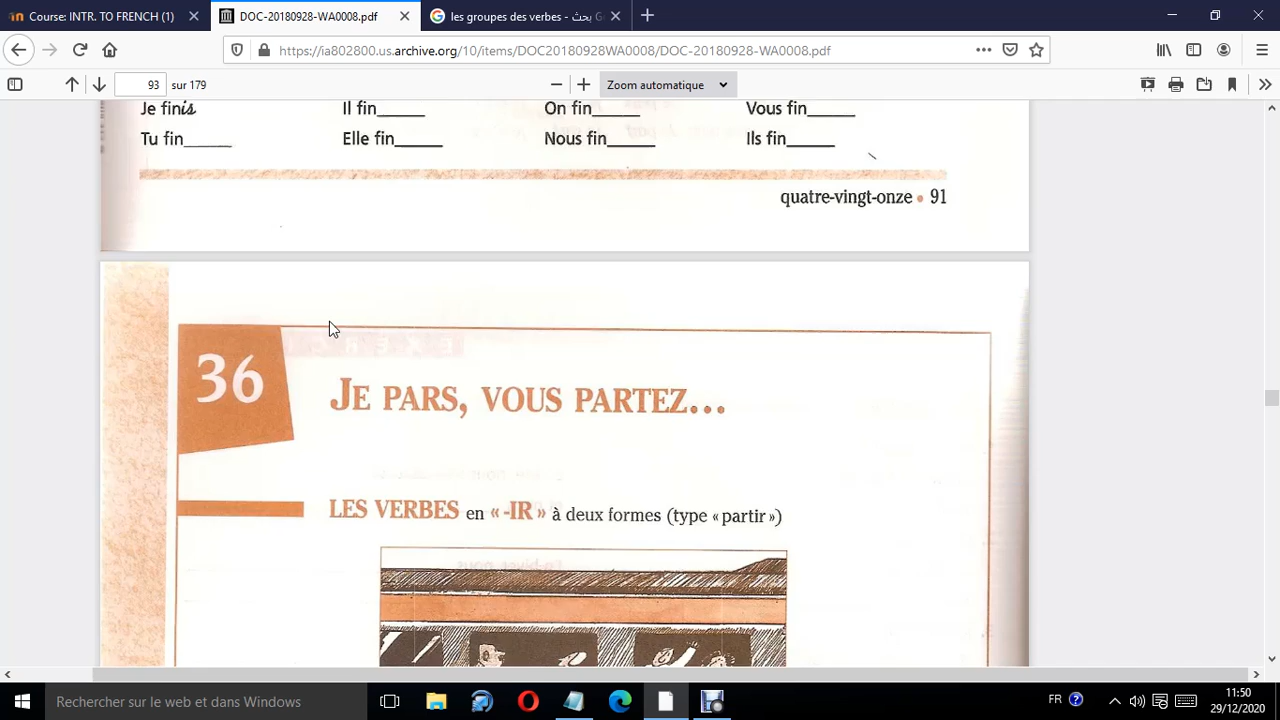 Course: INTR. TO FRENCH (1)
DOC-20180928-WA0008.pdf
les groupes des verbes - بحث G
https://ia802800.us.archive.org/10/items/DOC20180928WA0008/DOC-20180928-WA0008.pdf
93 sur 179
Zoom automatique
Je finis Il fin_____ On fin_____ Vous fin_____
Tu fin_____ Elle fin_____ Nous fin_____ Ils fin_____
quatre-vingt-onze • 91
36
JE PARS, VOUS PARTEZ...
LES VERBES en « -IR » à deux formes (type « partir »)
Rechercher sur le web et dans Windows
FR
11:50
29/12/2020